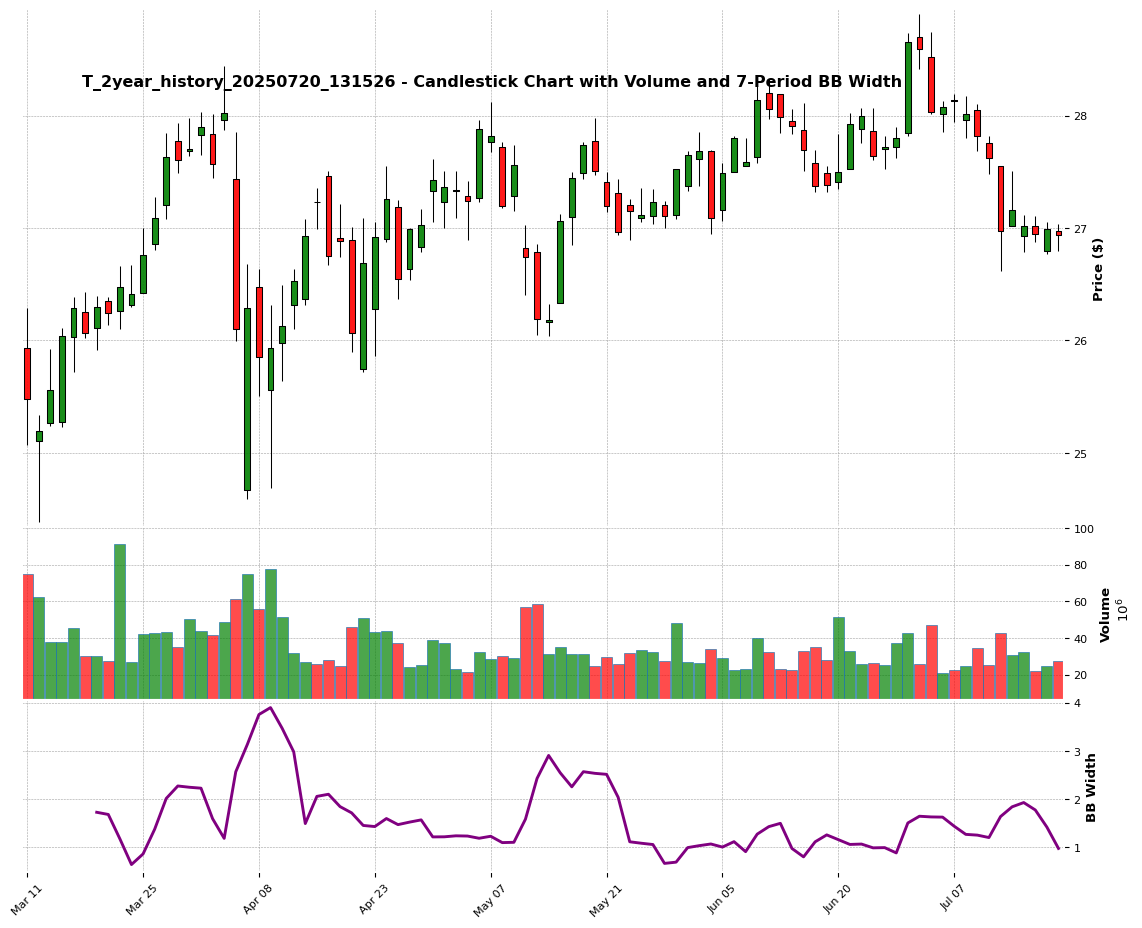 T_2year_history_20250720_131526 - Candlestick Chart with Volume and 7-Period BB Width
28
27
26
25
Price ($)
100
80
60
40
20
Volume
10^6
4
3
2
1
BB Width
Mar 11
Mar 25
Apr 08
Apr 23
May 07
May 21
Jun 05
Jun 20
Jul 07